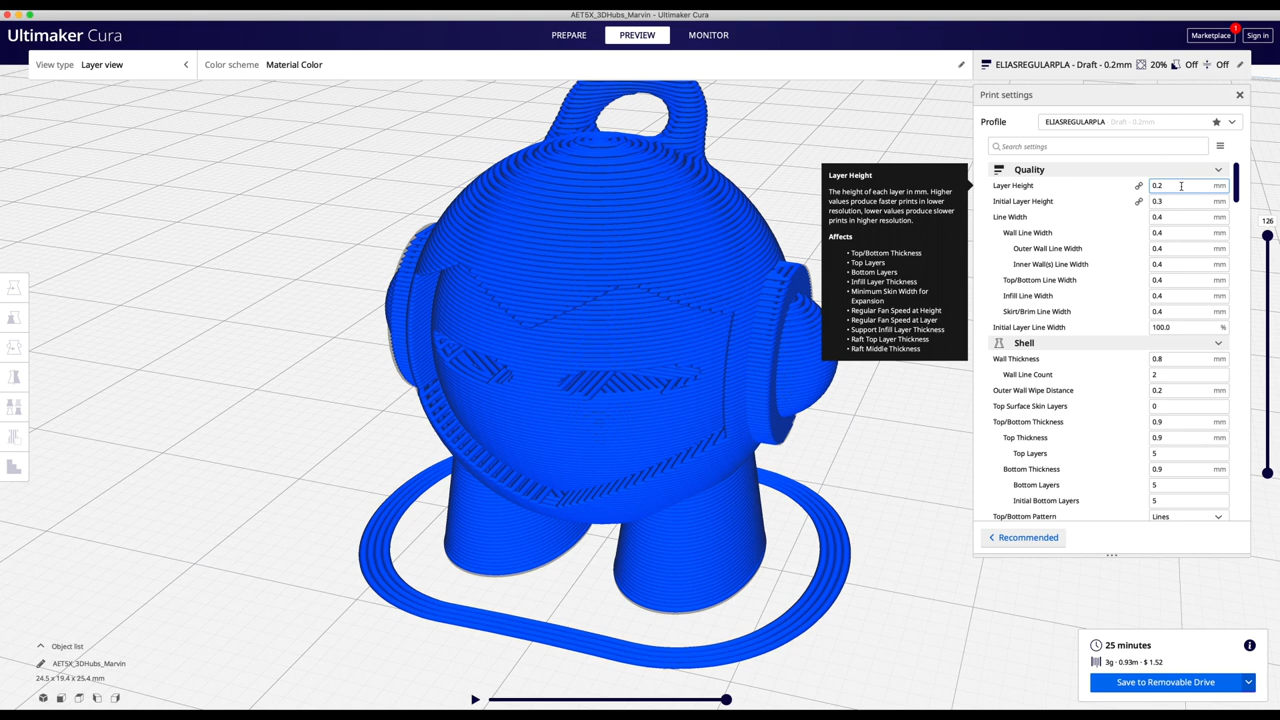 AET5X_3DHubs_Marvin - Ultimaker Cura
Ultimaker Cura
PREPARE
PREVIEW
MONITOR
Marketplace
1
Sign in
View type Layer view
Color scheme Material Color
ELIASREGULARPLA - Draft - 0.2mm 20% Off Off
Print settings
Profile ELIASREGULARPLA - Draft - 0.2mm
Search settings
Quality
Layer Height 0.2 mm
Initial Layer Height 0.3 mm
Line Width 0.4 mm
Wall Line Width 0.4 mm
Outer Wall Line Width 0.4 mm
Inner Wall(s) Line Width 0.4 mm
Top/Bottom Line Width 0.4 mm
Infill Line Width 0.4 mm
Skirt/Brim Line Width 0.4 mm
Initial Layer Line Width 100.0 %
Shell
Wall Thickness 0.8 mm
Wall Line Count 2
Outer Wall Wipe Distance 0.2 mm
Top Surface Skin Layers 0
Top/Bottom Thickness 0.9 mm
Top Thickness 0.9 mm
Top Layers 5
Bottom Thickness 0.9 mm
Bottom Layers 5
Initial Bottom Layers 5
Top/Bottom Pattern Lines
Recommended
Layer Height
The height of each layer in mm. Higher
values produce faster prints in lower
resolution, lower values produce slower
prints in higher resolution.
Affects
• Top/Bottom Thickness
• Top Layers
• Bottom Layers
• Infill Layer Thickness
• Minimum Skin Width for
Expansion
• Regular Fan Speed at Height
• Regular Fan Speed at Layer
• Support Infill Layer Thickness
• Raft Top Layer Thickness
• Raft Middle Thickness
126
Object list
AET5X_3DHubs_Marvin
24.5 x 19.4 x 25.4 mm
25 minutes
3g · 0.93m · $ 1.52
Save to Removable Drive